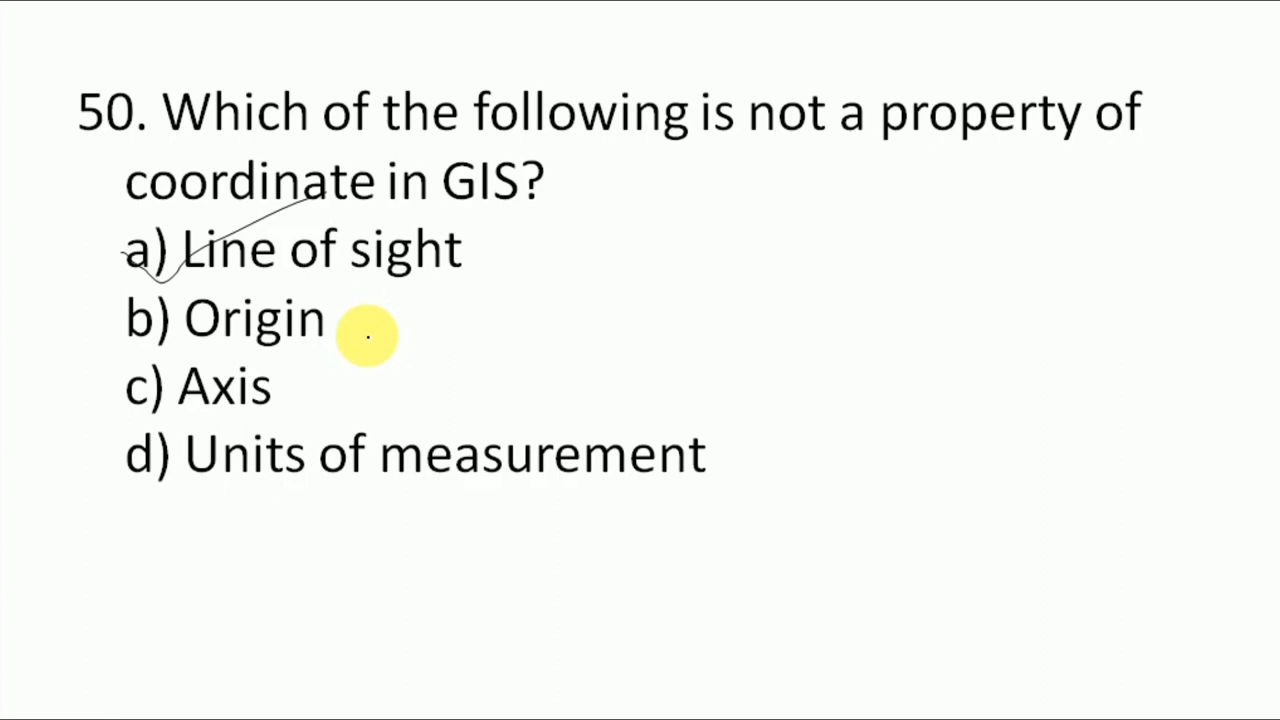 50. Which of the following is not a property of
coordinate in GIS?
a) Line of sight
b) Origin
c) Axis
d) Units of measurement